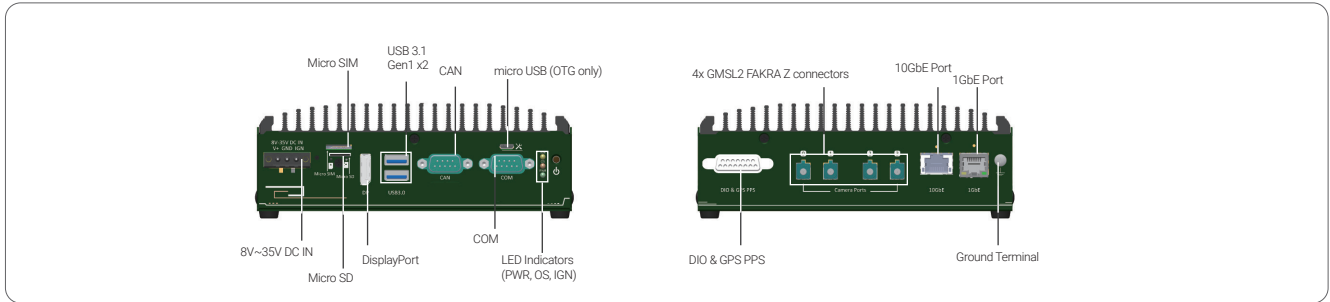 USB 3.1
Gen1 x2
Micro SIM
CAN
micro USB (OTG only)
8V-35V DC IN
V+ GND IGN
Micro SIM
Micro SD
DP
USB3.0
CAN
COM
8V~35V DC IN
Micro SD
DisplayPort
COM
LED Indicators
(PWR, OS, IGN)
4x GMSL2 FAKRA Z connectors
10GbE Port
1GbE Port
DIO & GPS PPS
Camera Ports
10GbE
1GbE
DIO & GPS PPS
Ground Terminal